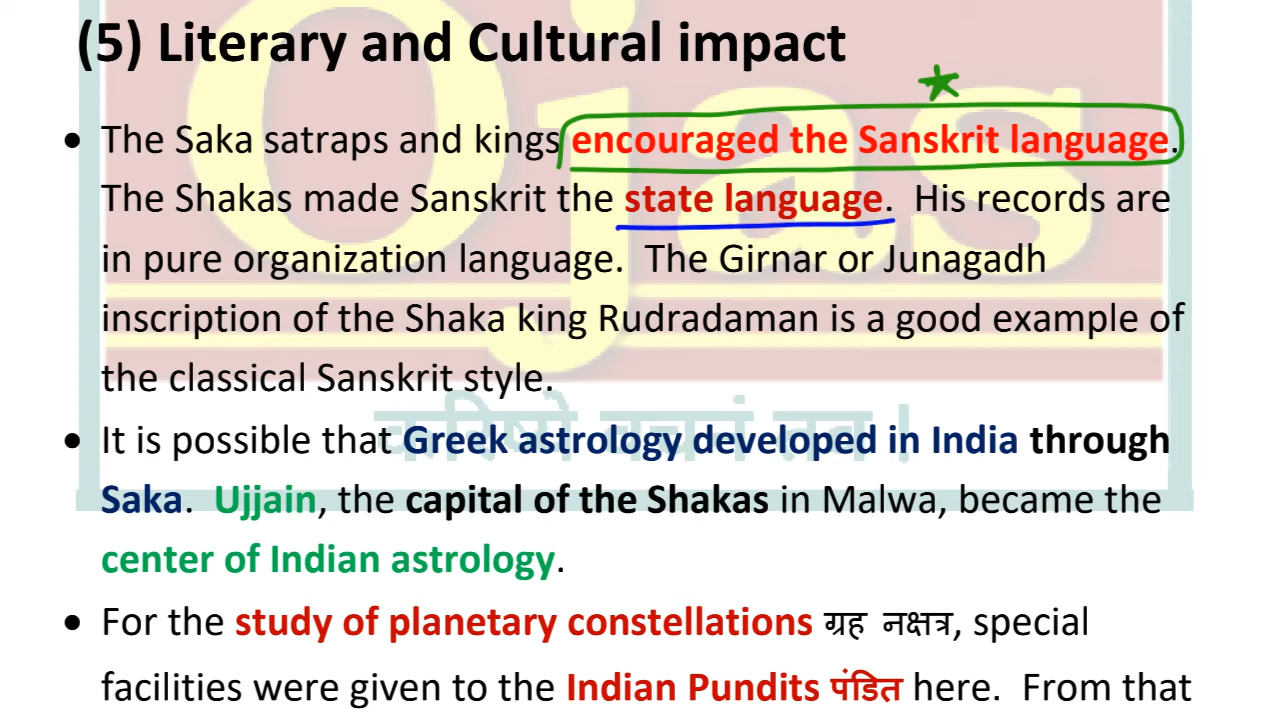 (5) Literary and Cultural impact
• The Saka satraps and kings encouraged the Sanskrit language.
The Shakas made Sanskrit the state language. His records are
in pure organization language. The Girnar or Junagadh
inscription of the Shaka king Rudradaman is a good example of
the classical Sanskrit style.
• It is possible that Greek astrology developed in India through
Saka. Ujjain, the capital of the Shakas in Malwa, became the
center of Indian astrology.
• For the study of planetary constellations ग्रह नक्षत्र, special
facilities were given to the Indian Pundits पंडित here. From that
Ojas
करिष्ये वचनं तव ।